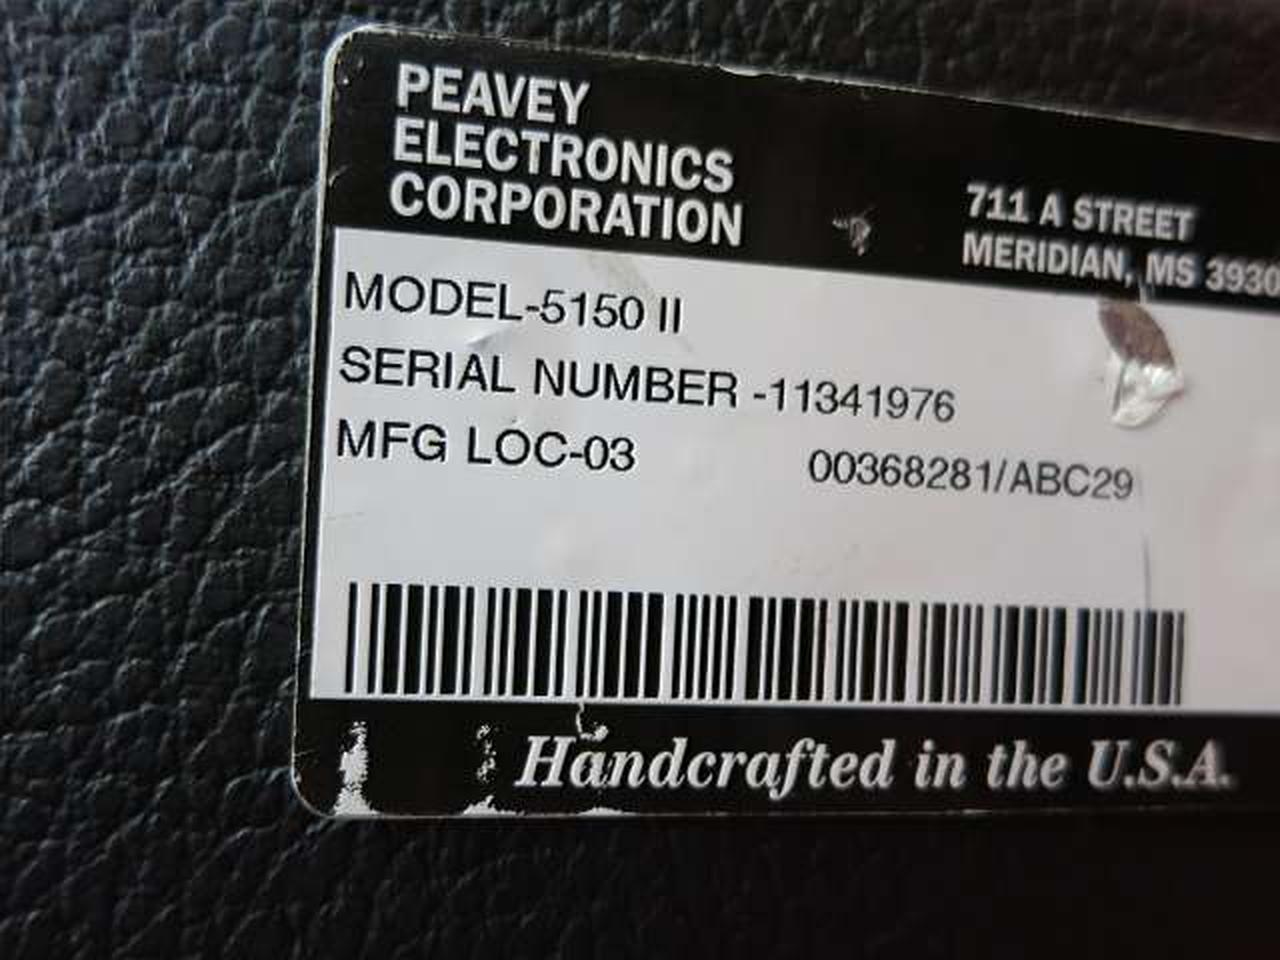 PEAVEY
ELECTRONICS
CORPORATION
711 A STREET
MERIDIAN, MS 3930
MODEL-5150 II
SERIAL NUMBER -11341976
MFG LOC-03 00368281/ABC29
Handcrafted in the U.S.A.